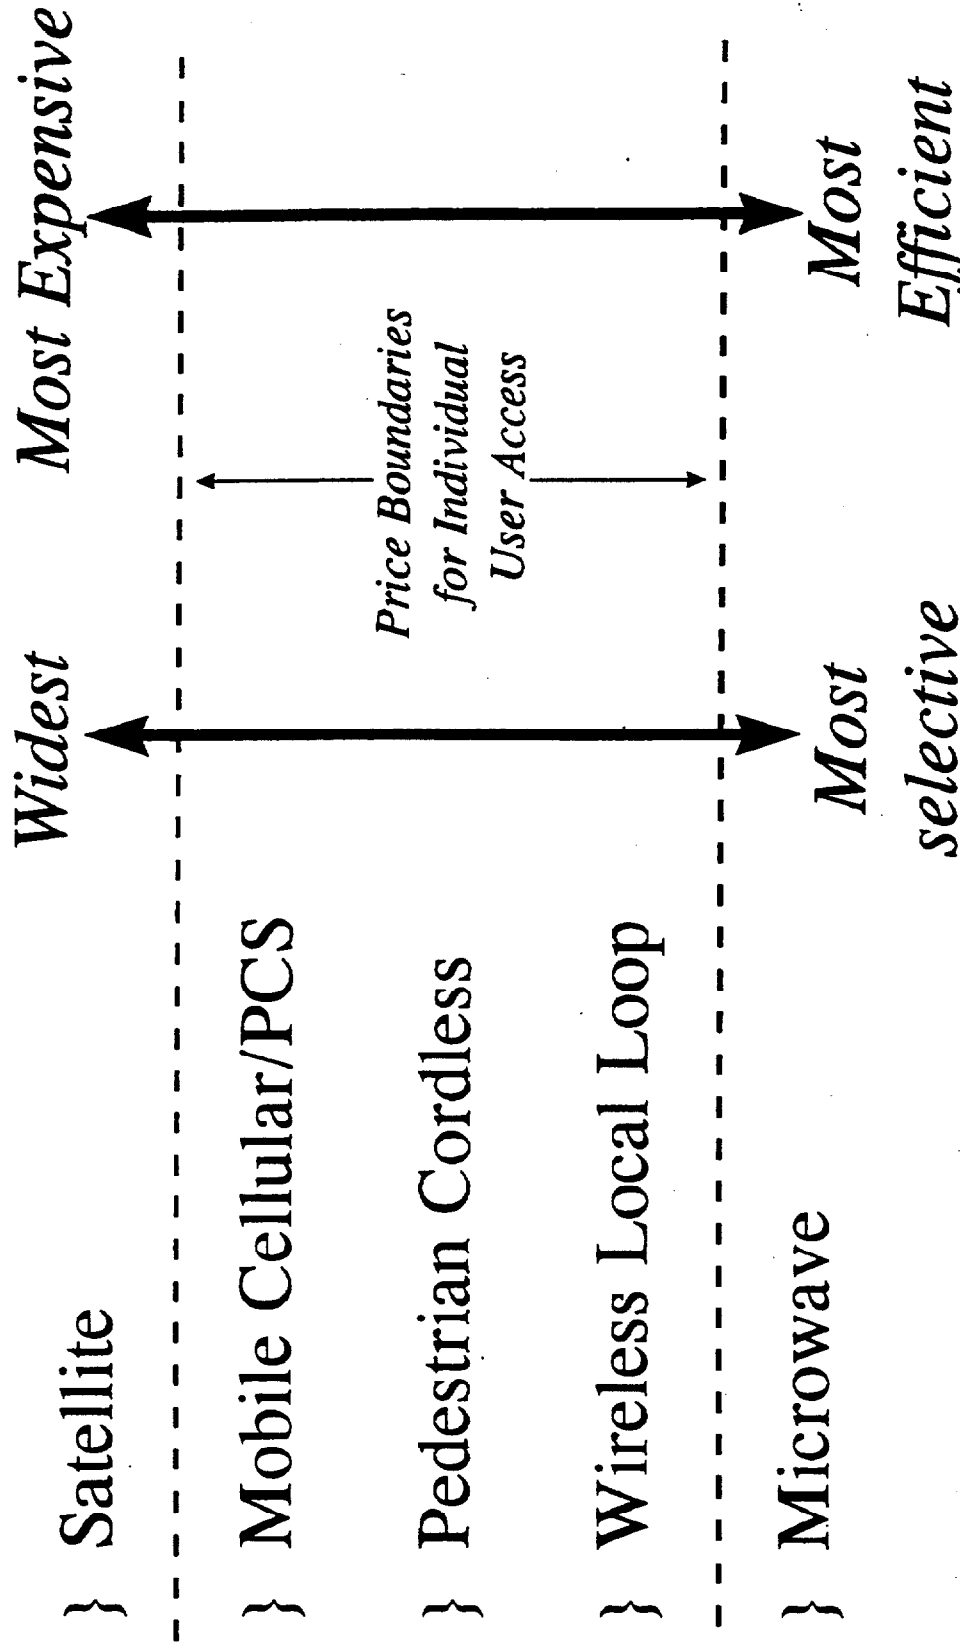 Widest
Most Expensive
} Satellite
} Mobile Cellular/PCS
} Pedestrian Cordless
} Wireless Local Loop
} Microwave
Price Boundaries
for Individual
User Access
Most
selective
Most
Efficient